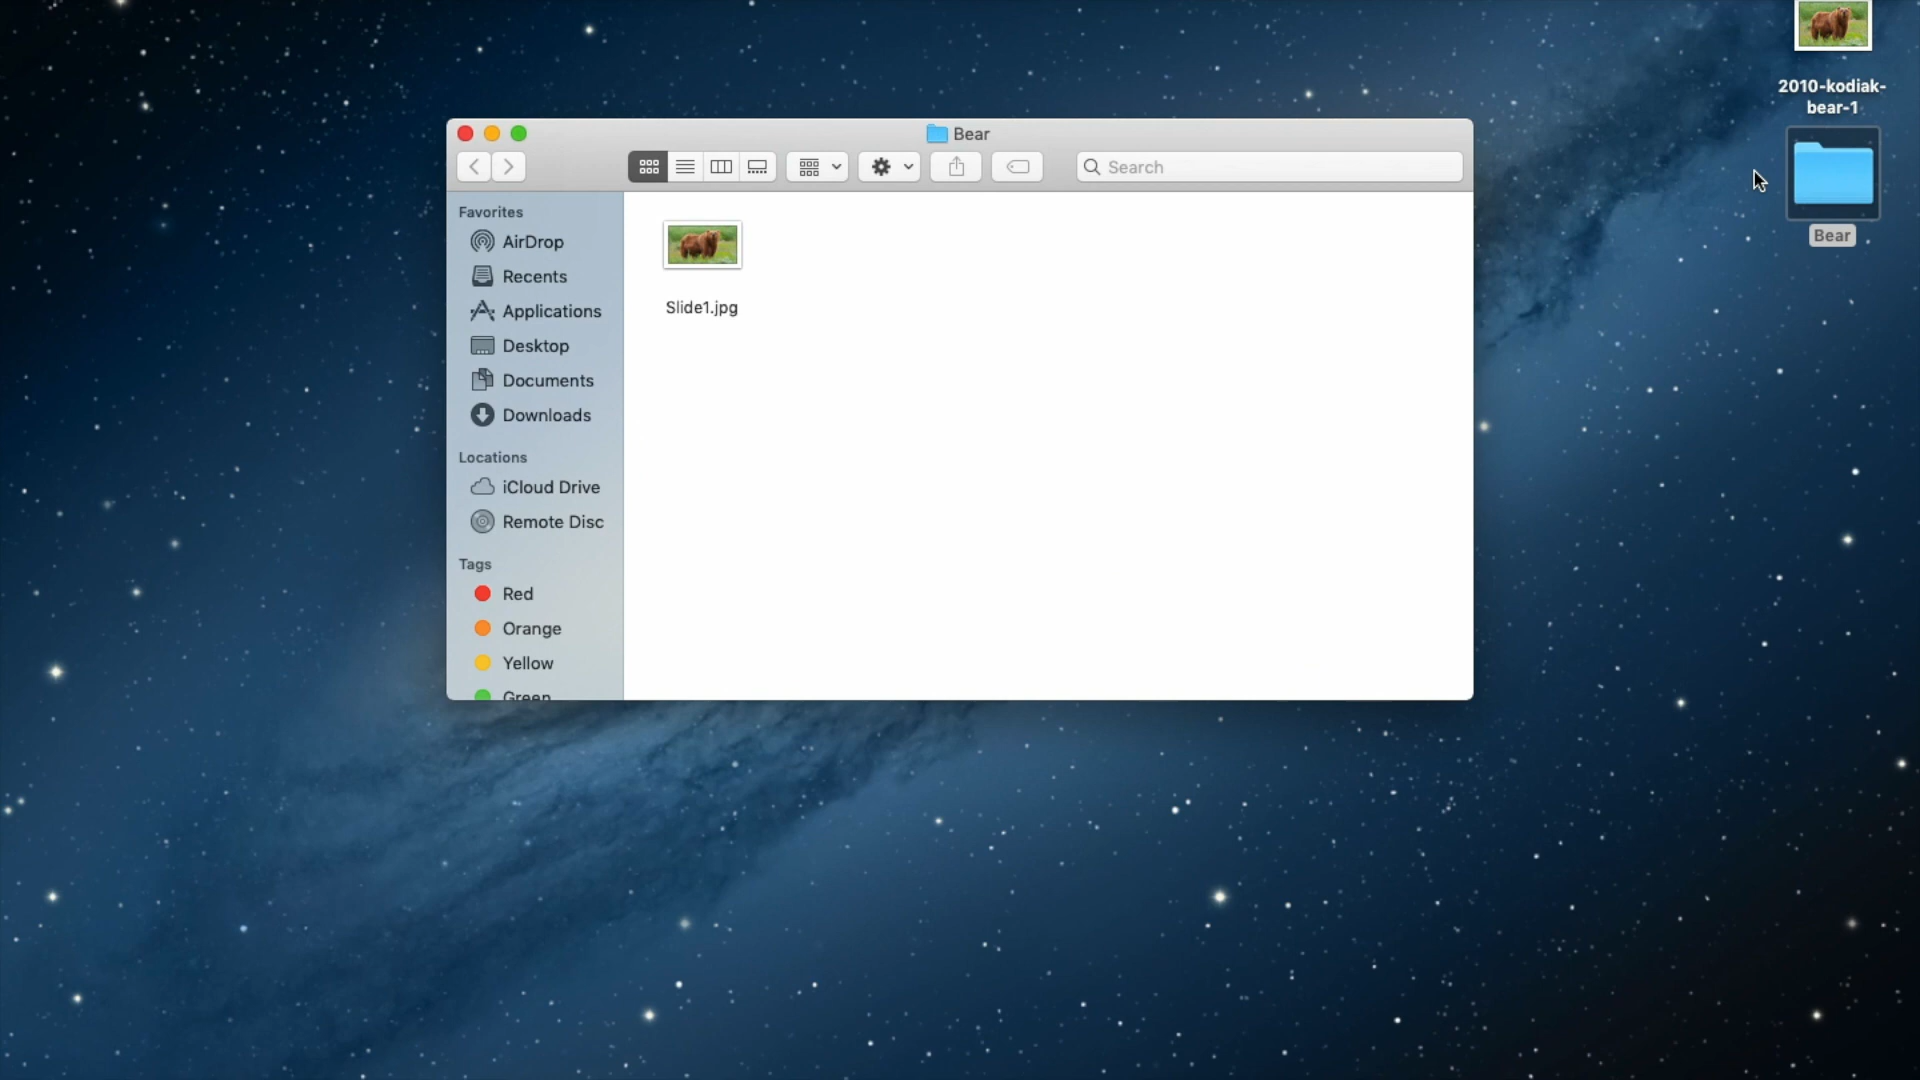 2010-kodiak-
bear-1
Bear
Bear
Search
Favorites
AirDrop
Recents
Applications
Desktop
Documents
Downloads
Locations
iCloud Drive
Remote Disc
Tags
Red
Orange
Yellow
Green
Slide1.jpg